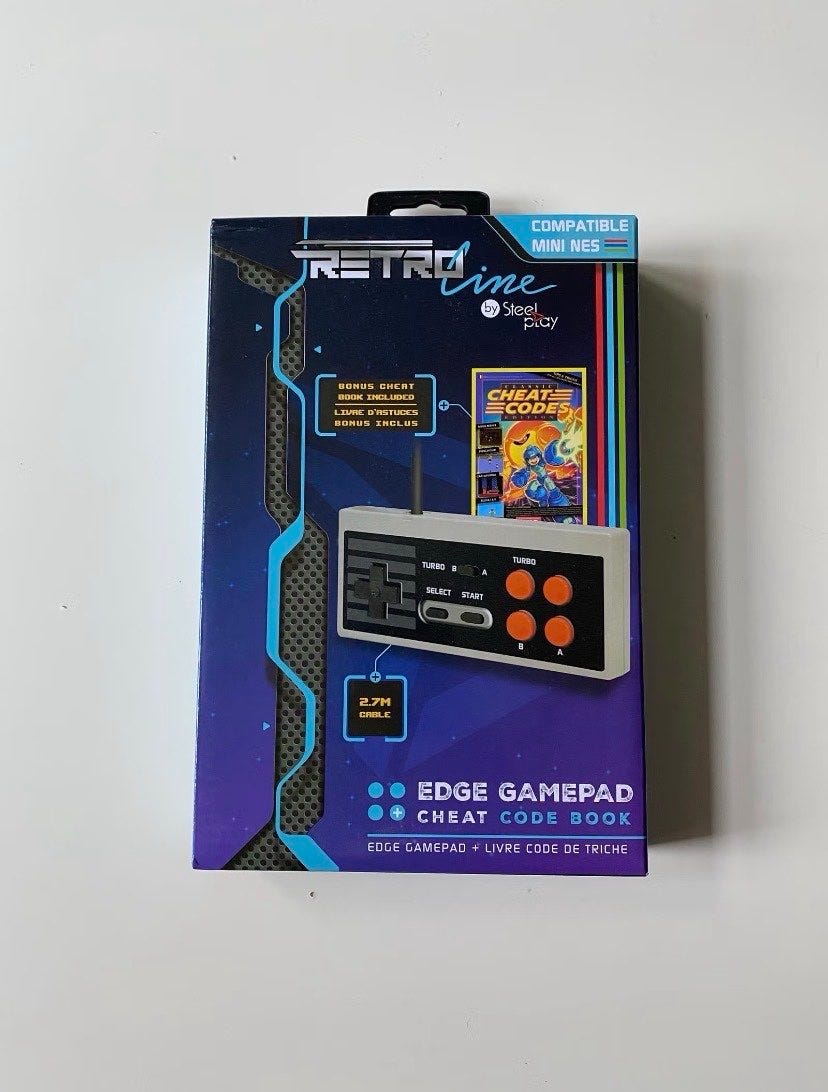 COMPATIBLE
MINI NES
RETRO Line
by Steel
play
BONUS CHEAT
BOOK INCLUDED
LIVRE D'ASTUCES
BONUS INCLUS
CLASSIC
CHEAT
CODES
EDITION
TURBO B A
TURBO
SELECT START
B A
2.7M
CABLE
EDGE GAMEPAD
CHEAT CODE BOOK
EDGE GAMEPAD + LIVRE CODE DE TRICHE